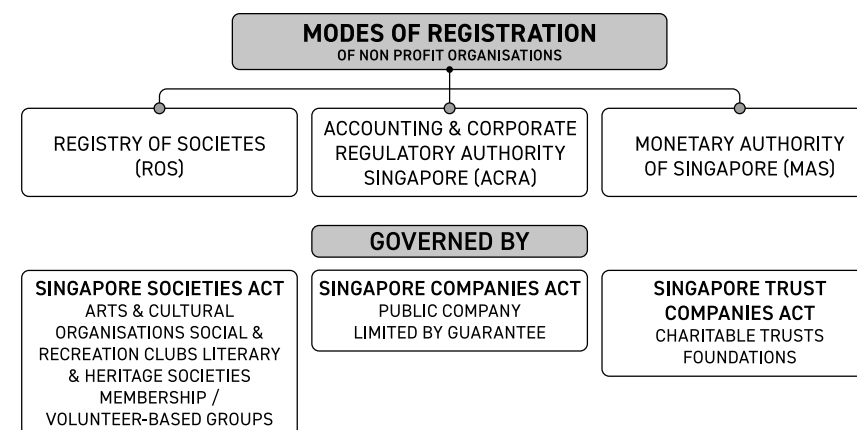 MODES OF REGISTRATION
OF NON PROFIT ORGANISATIONS
REGISTRY OF SOCIETES
(ROS)
ACCOUNTING & CORPORATE
REGULATORY AUTHORITY
SINGAPORE (ACRA)
MONETARY AUTHORITY
OF SINGAPORE (MAS)
GOVERNED BY
SINGAPORE SOCIETIES ACT
ARTS & CULTURAL
ORGANISATIONS SOCIAL &
RECREATION CLUBS LITERARY
& HERITAGE SOCIETIES
MEMBERSHIP /
VOLUNTEER-BASED GROUPS
SINGAPORE COMPANIES ACT
PUBLIC COMPANY
LIMITED BY GUARANTEE
SINGAPORE TRUST
COMPANIES ACT
CHARITABLE TRUSTS
FOUNDATIONS